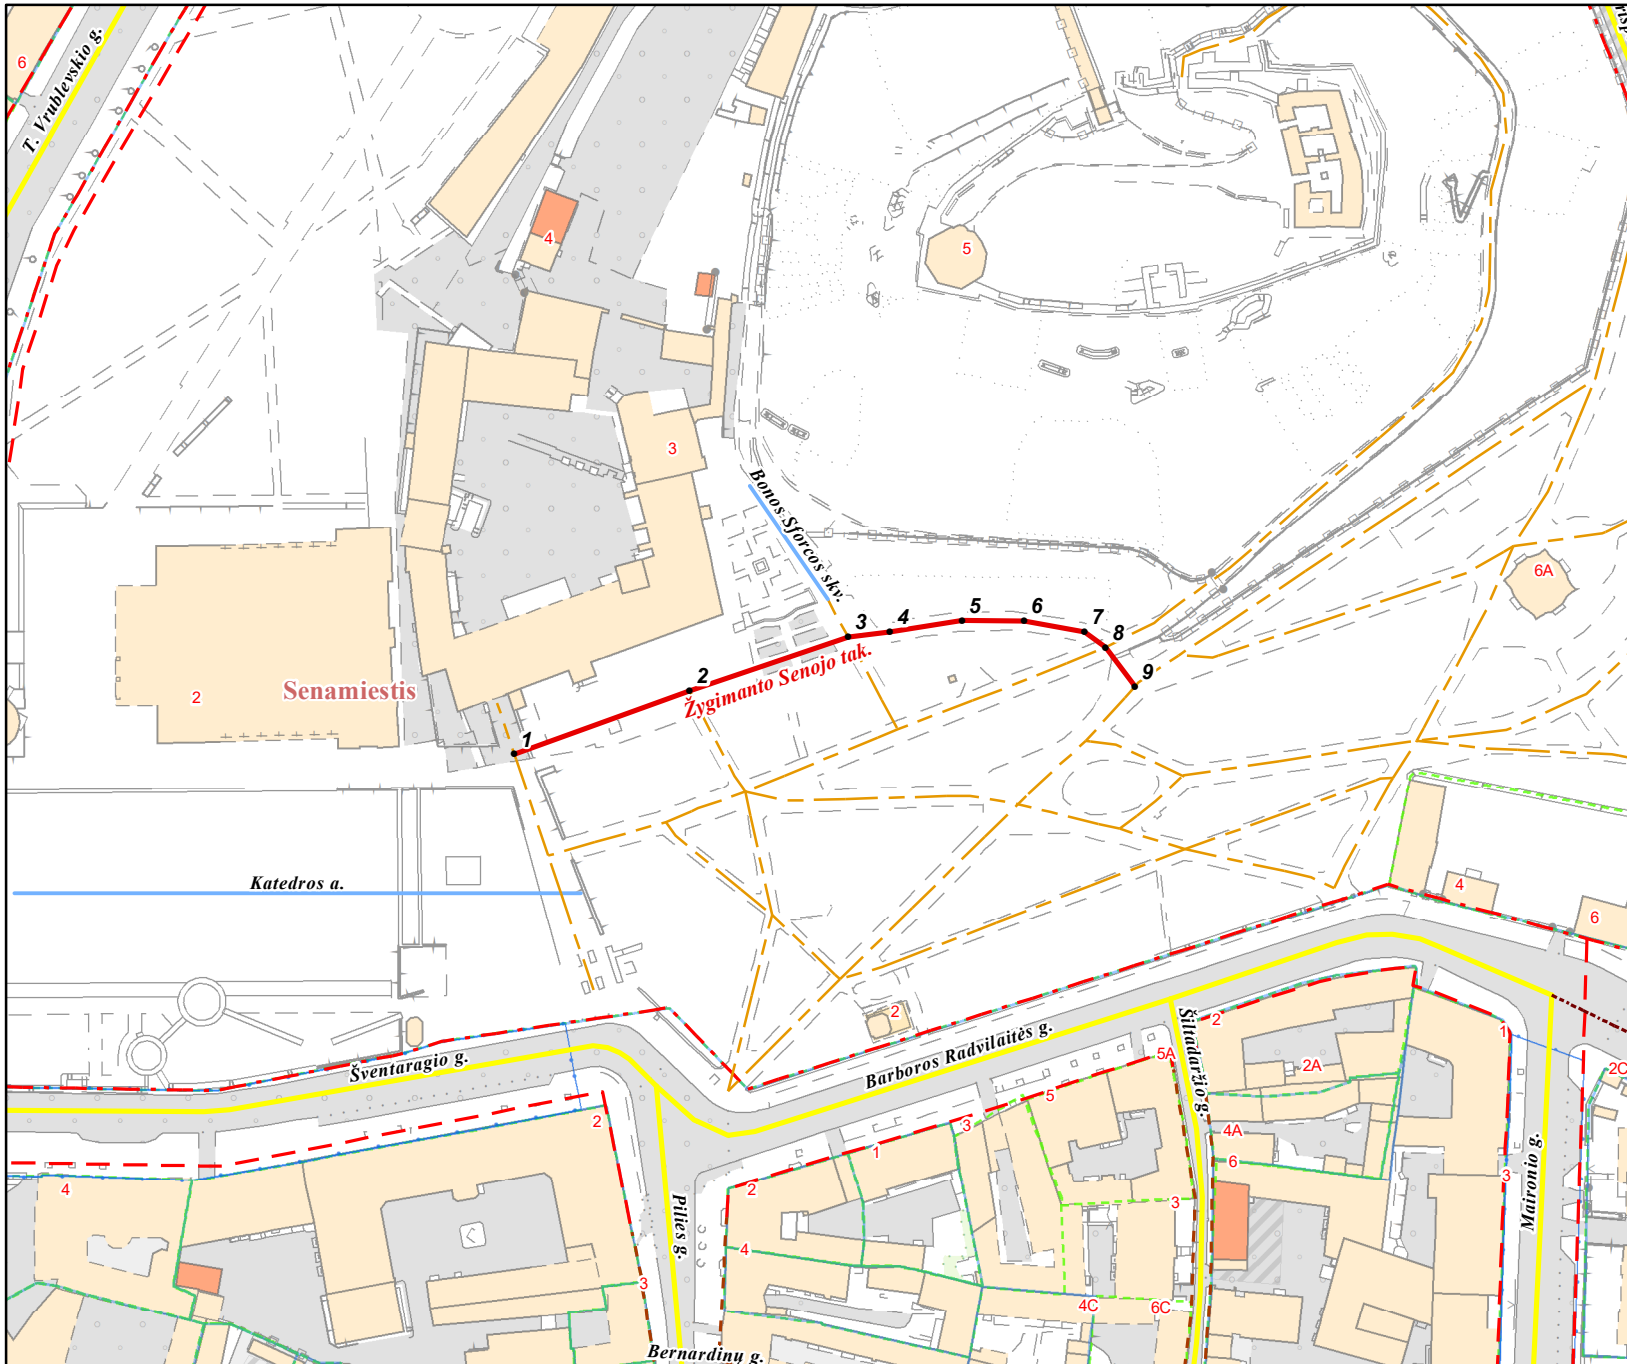 6
T. Vrublevskio g.
4
5
3
Bonos Sforcos skv.
6A
1
2
3
4
5
6
7
8
9
Žygimanto Senojo tak.
Senamiestis
2
Katedros a.
4
6
2
Šventaragio g.
Barboros Radvilaitės g.
Šiltadaržio g.
Maironio g.
Pilies g.
Bernardinų g.
2
1
2A
2C
5A
5
3
1
2
2
4
4A
6
3
3
4
3
4C
6C